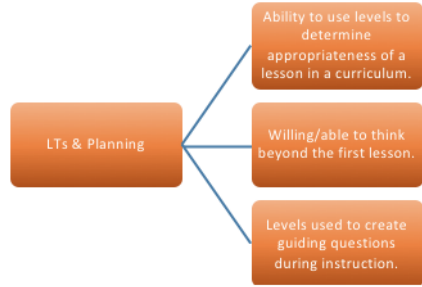 Ability to use levels to
determine
appropriateness of a
lesson in a curriculum.
LTs & Planning
Willing/able to think
beyond the first lesson.
Levels used to create
guiding questions
during instruction.